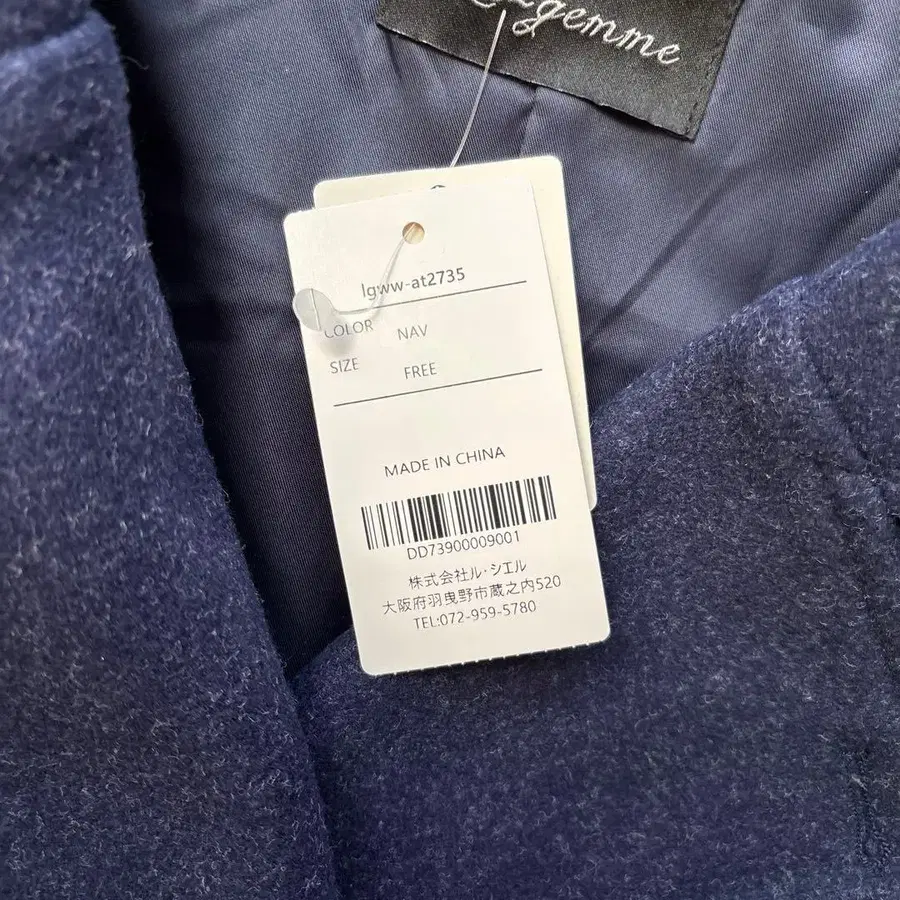 lgww-at2735
COLOR NAV
SIZE FREE
MADE IN CHINA
DD73900009001
株式会社ル・シエル
大阪府羽曳野市蔵之内520
TEL:072-959-5780